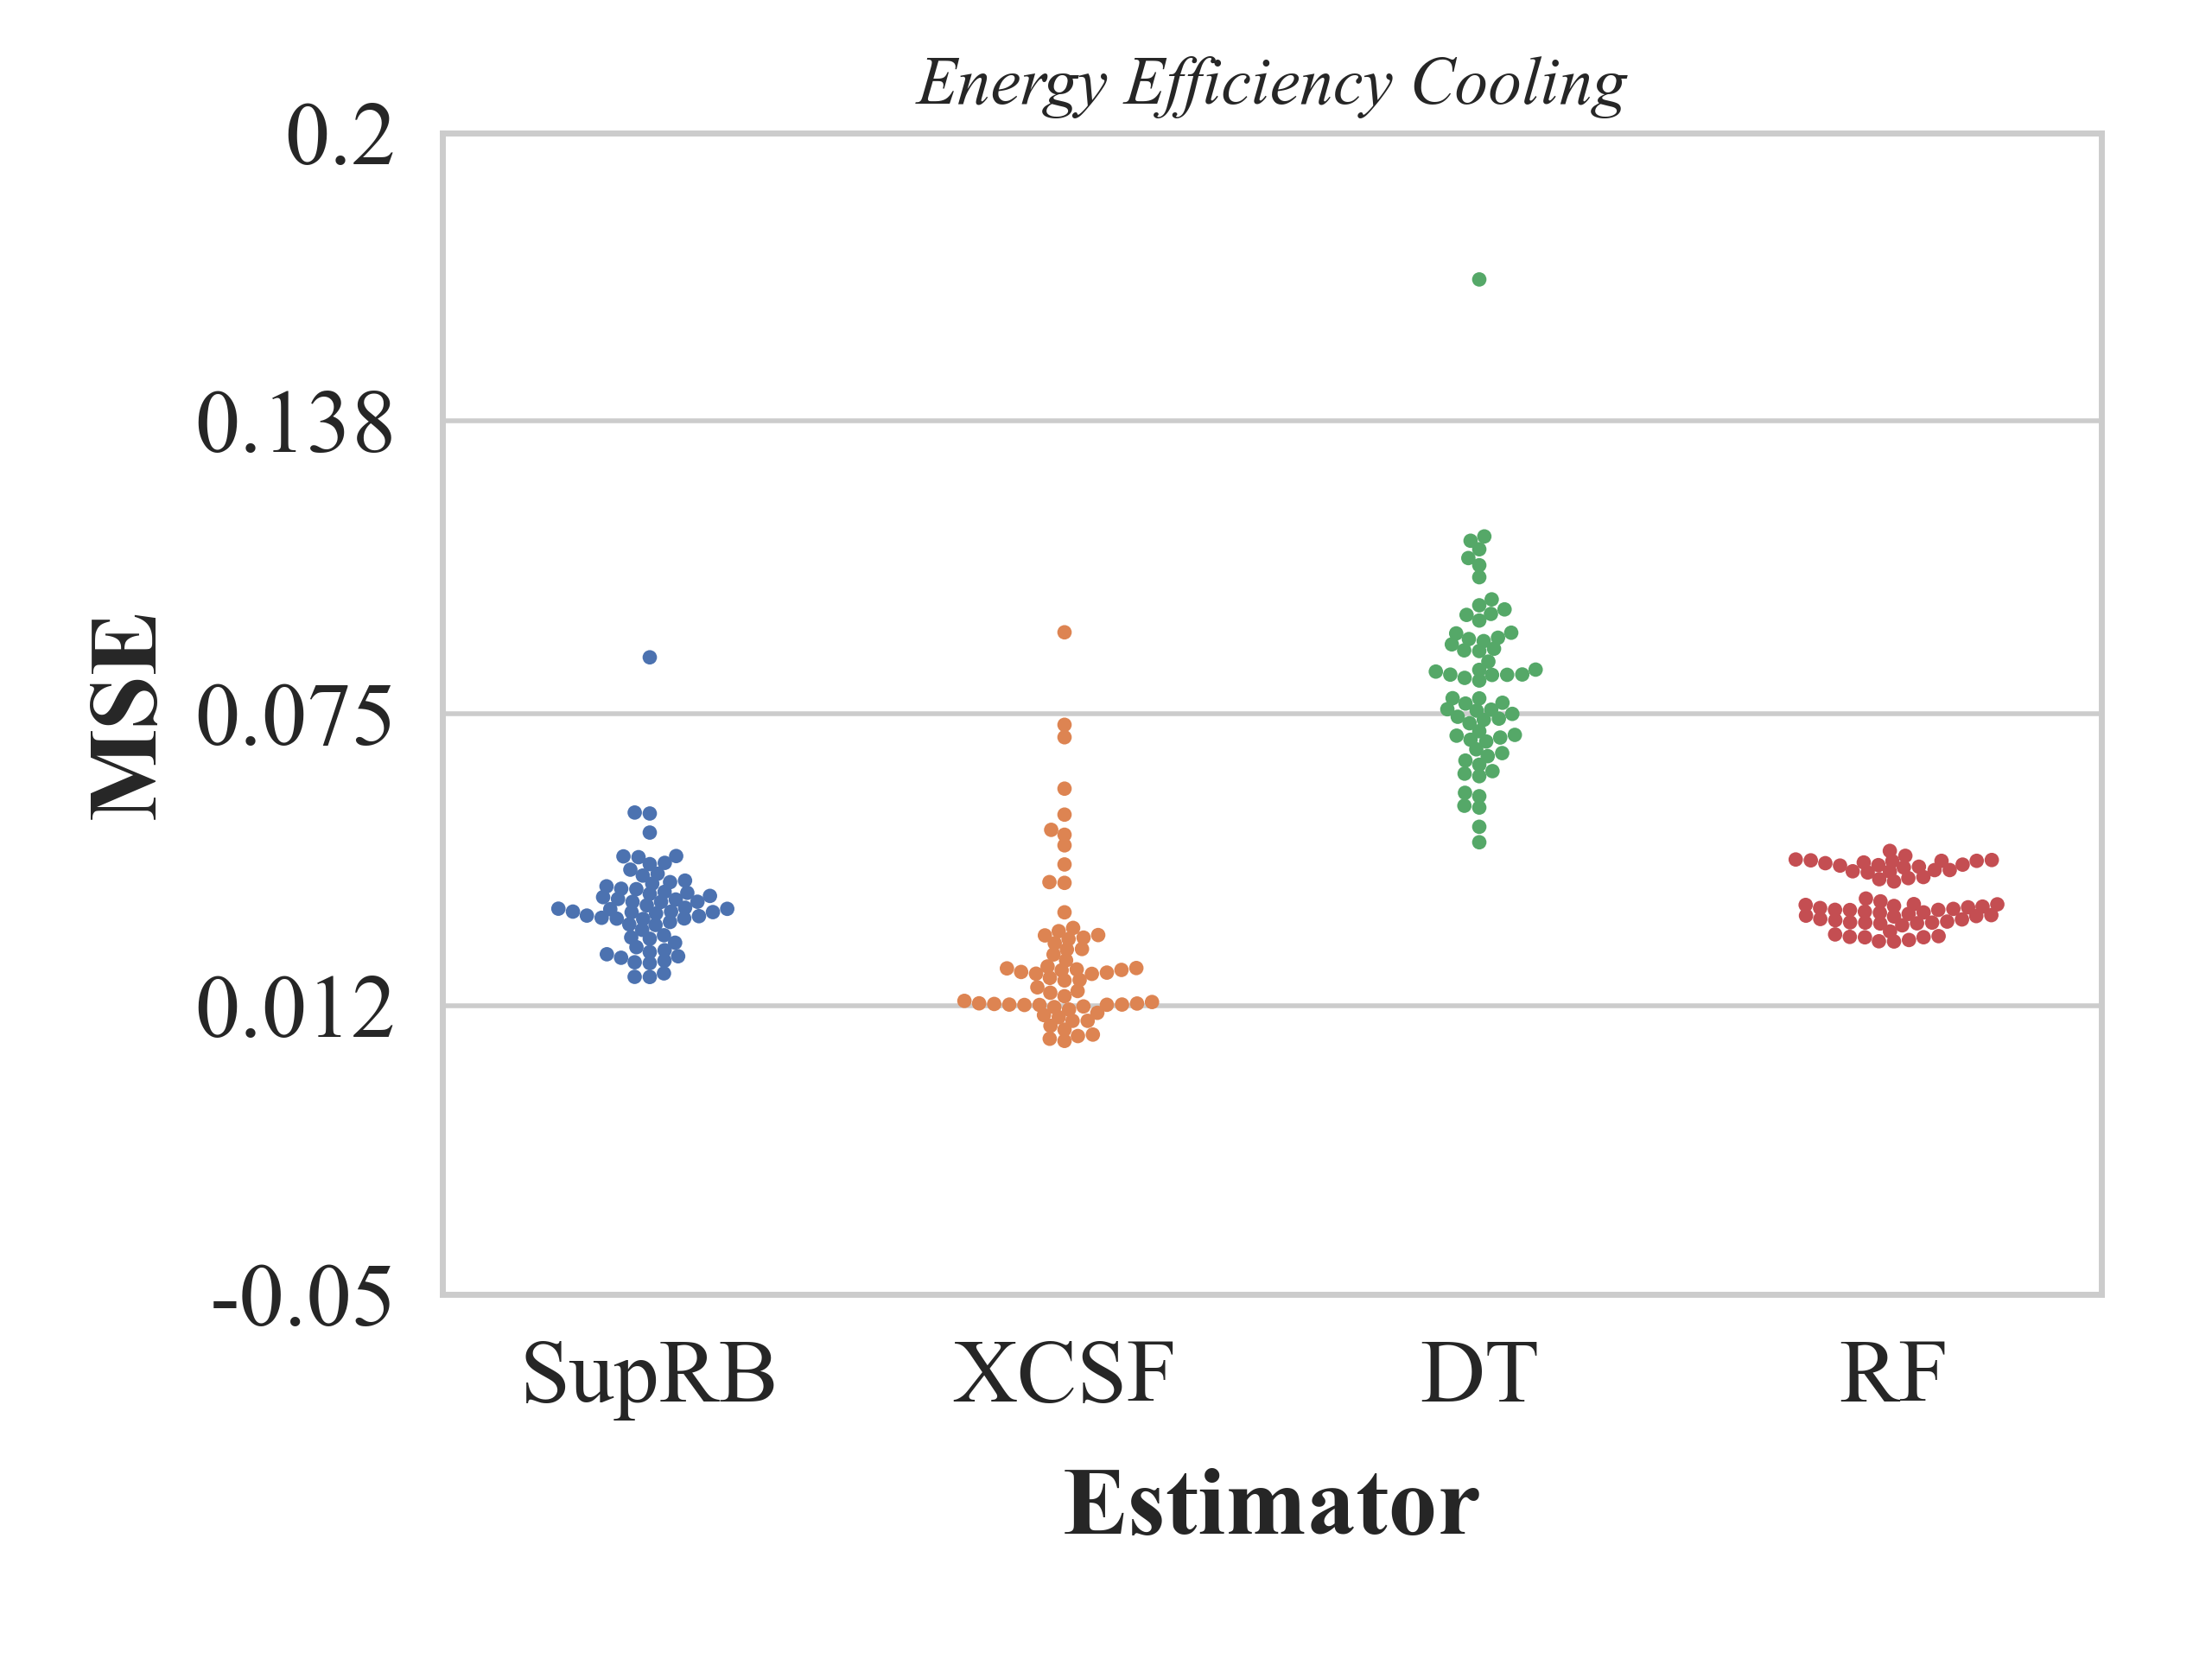 Energy Efficiency Cooling
0.2
0.138
0.075
0.012
-0.05
MSE
SupRB XCSF DT RF
Estimator